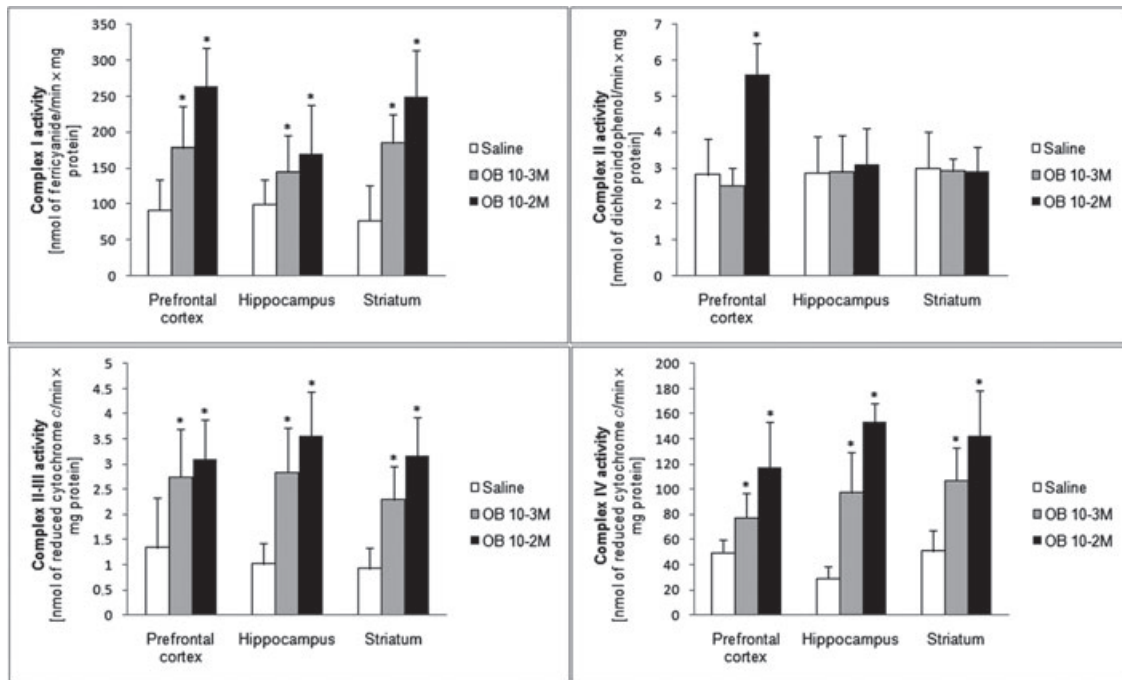 Complex I activity
[nmol of ferricyanide/min × mg
protein]
350
300
250
200
150
100
50
0
*
*
*
*
*
*
Prefrontal
cortex
Hippocampus
Striatum
Saline
OB 10-3M
OB 10-2M
Complex II activity
[nmol of dichloroindophenol/min × mg
protein]
7
6
5
4
3
2
1
0
*
Prefrontal
cortex
Hippocampus
Striatum
Saline
OB 10-3M
OB 10-2M
Complex II-III activity
[nmol of reduced cytochrome c/min ×
mg protein]
5
4.5
4
3.5
3
2.5
2
1.5
1
0.5
0
*
*
*
*
*
*
Prefrontal
cortex
Hippocampus
Striatum
Saline
OB 10-3M
OB 10-2M
Complex IV activity
[nmol of reduced cytochrome c/min ×
mg protein]
200
180
160
140
120
100
80
60
40
20
0
*
*
*
*
*
*
Prefrontal
cortex
Hippocampus
Striatum
Saline
OB 10-3M
OB 10-2M